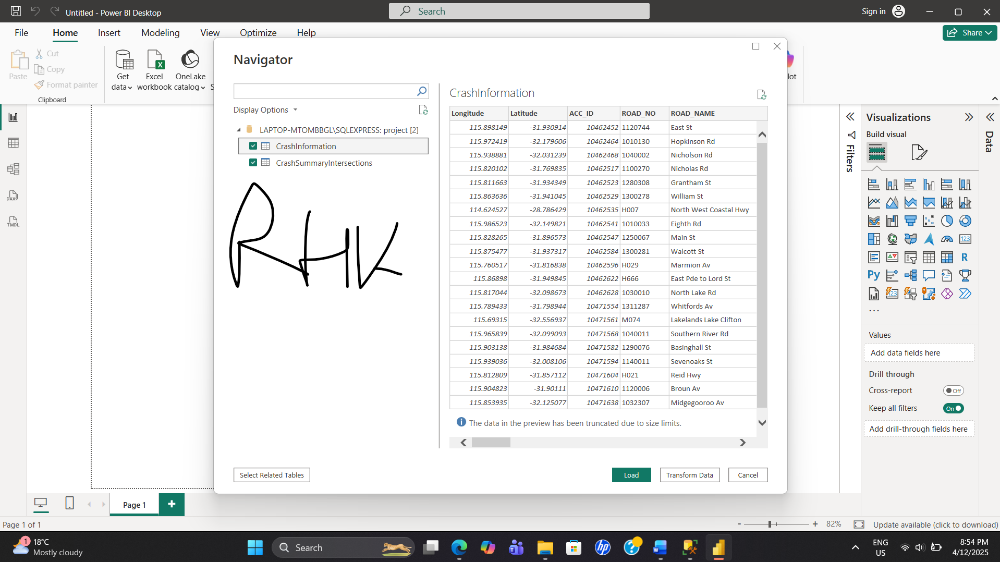 Untitled - Power BI Desktop
Search
Sign in
File Home Insert Modeling View Optimize Help
Share
Paste
Cut
Copy
Format painter
Clipboard
Get data
Excel workbook
OneLake catalog
S
lot
Navigator
Display Options
LAPTOP-MTOMBBGL\SQLEXPRESS: project [2]
CrashInformation
CrashSummaryIntersections
RHK
CrashInformation
Longitude Latitude ACC_ID ROAD_NO ROAD_NAME
115.898149 -31.930914 10462452 1120744 East St
115.972419 -32.179606 10462464 1010130 Hopkinson Rd
115.938881 -32.031239 10462468 1040002 Nicholson Rd
115.820102 -31.769835 10462517 1100270 Nicholas Rd
115.811663 -31.934349 10462523 1280308 Grantham St
115.863636 -31.941045 10462529 1300278 William St
114.624527 -28.786429 10462535 H007 North West Coastal Hwy
115.986523 -32.149821 10462541 1010033 Eighth Rd
115.828265 -31.896573 10462547 1250067 Main St
115.875477 -31.937317 10462584 1300281 Walcott St
115.760517 -31.816838 10462596 H029 Marmion Av
115.86898 -31.949845 10462622 H666 East Pde to Lord St
115.817044 -32.098673 10462628 1030010 North Lake Rd
115.789433 -31.798944 10471554 1311287 Whitfords Av
115.69315 -32.556937 10471561 M074 Lakelands Lake Clifton
115.965839 -32.099093 10471568 1040011 Southern River Rd
115.903138 -31.984684 10471582 1290076 Basinghall St
115.939036 -32.008106 10471594 1140011 Sevenoaks St
115.812809 -31.857112 10471604 H021 Reid Hwy
115.904823 -31.90111 10471610 1120006 Broun Av
115.853935 -32.125077 10471638 1032307 Midgegooroo Av
The data in the preview has been truncated due to size limits.
Select Related Tables
Load
Transform Data
Cancel
Filters
Visualizations
Build visual
123
R
Py
123
...
Values
Add data fields here
Drill through
Cross-report
Off
Keep all filters
On
Add drill-through fields here
Data
DAX
TMDL
Page 1
+
Page 1 of 1
- + 82%
Update available (click to download)
1
18°C
Mostly cloudy
Search
ENG
US
8:54 PM
4/12/2025